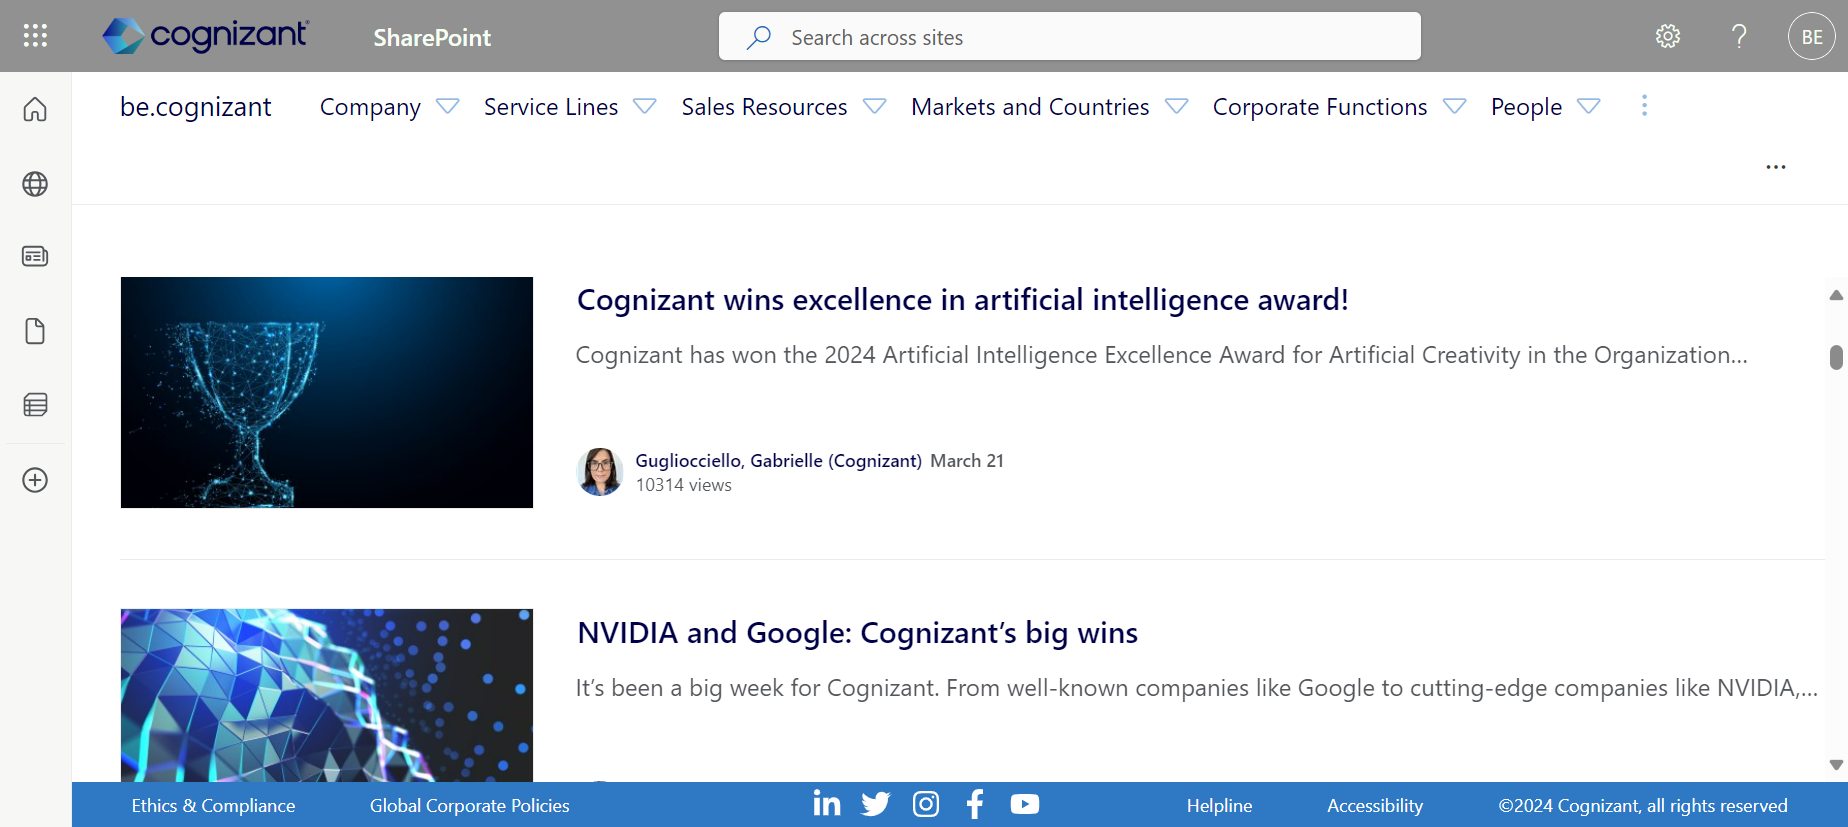 cognizant
SharePoint
Search across sites
BE
be.cognizant
Company
Service Lines
Sales Resources
Markets and Countries
Corporate Functions
People
Cognizant wins excellence in artificial intelligence award!
Cognizant has won the 2024 Artificial Intelligence Excellence Award for Artificial Creativity in the Organization...
Gugliocciello, Gabrielle (Cognizant) March 21
10314 views
NVIDIA and Google: Cognizant’s big wins
It’s been a big week for Cognizant. From well-known companies like Google to cutting-edge companies like NVIDIA,...
Ethics & Compliance
Global Corporate Policies
Helpline
Accessibility
©2024 Cognizant, all rights reserved